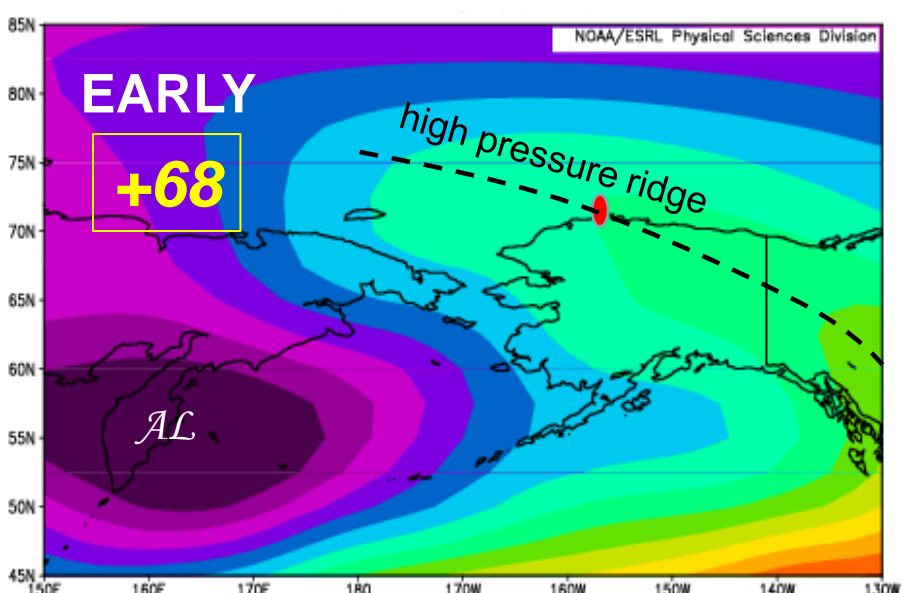 NOAA/ESRL Physical Sciences Division
85N
80N
75N
70N
65N
60N
55N
50N
45N
EARLY
+68
high pressure ridge
AL
150E
160E
170E
180
170W
160W
150W
140W
130W